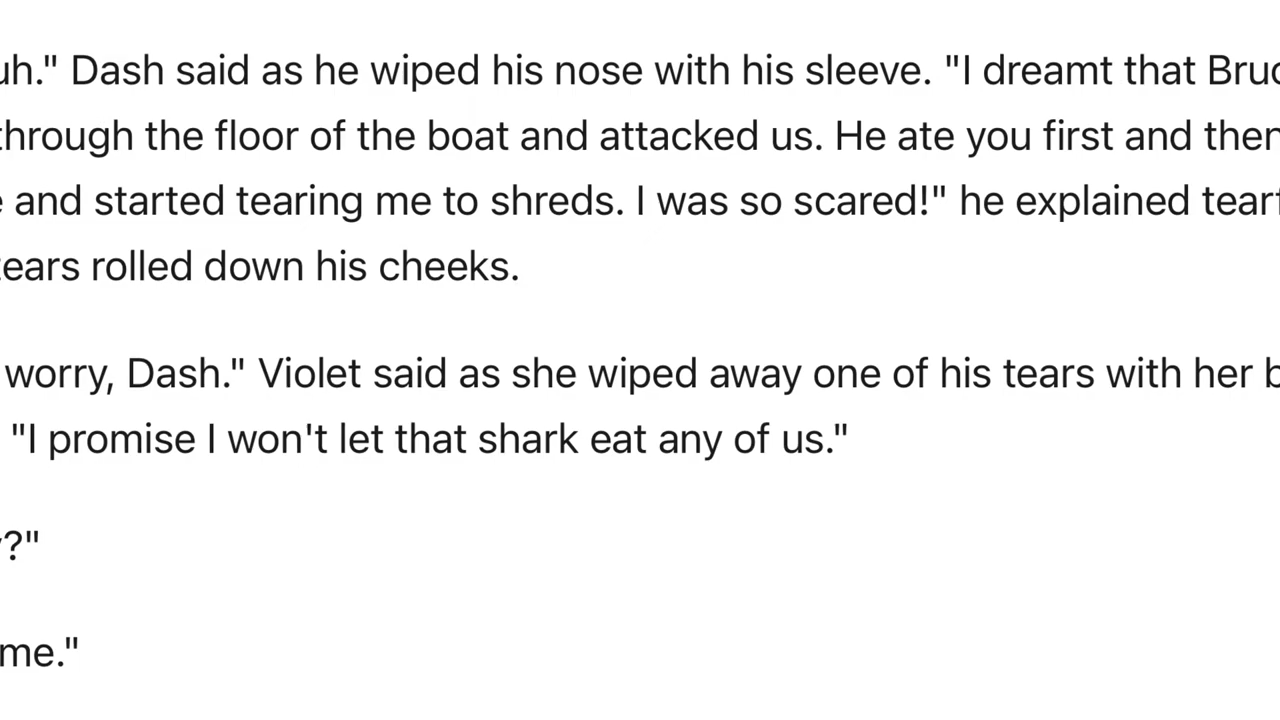 uh." Dash said as he wiped his nose with his sleeve. "I dreamt that Bruc
through the floor of the boat and attacked us. He ate you first and then
and started tearing me to shreds. I was so scared!" he explained tearf
tears rolled down his cheeks.
worry, Dash." Violet said as she wiped away one of his tears with her b
"I promise I won't let that shark eat any of us."
?"
me."